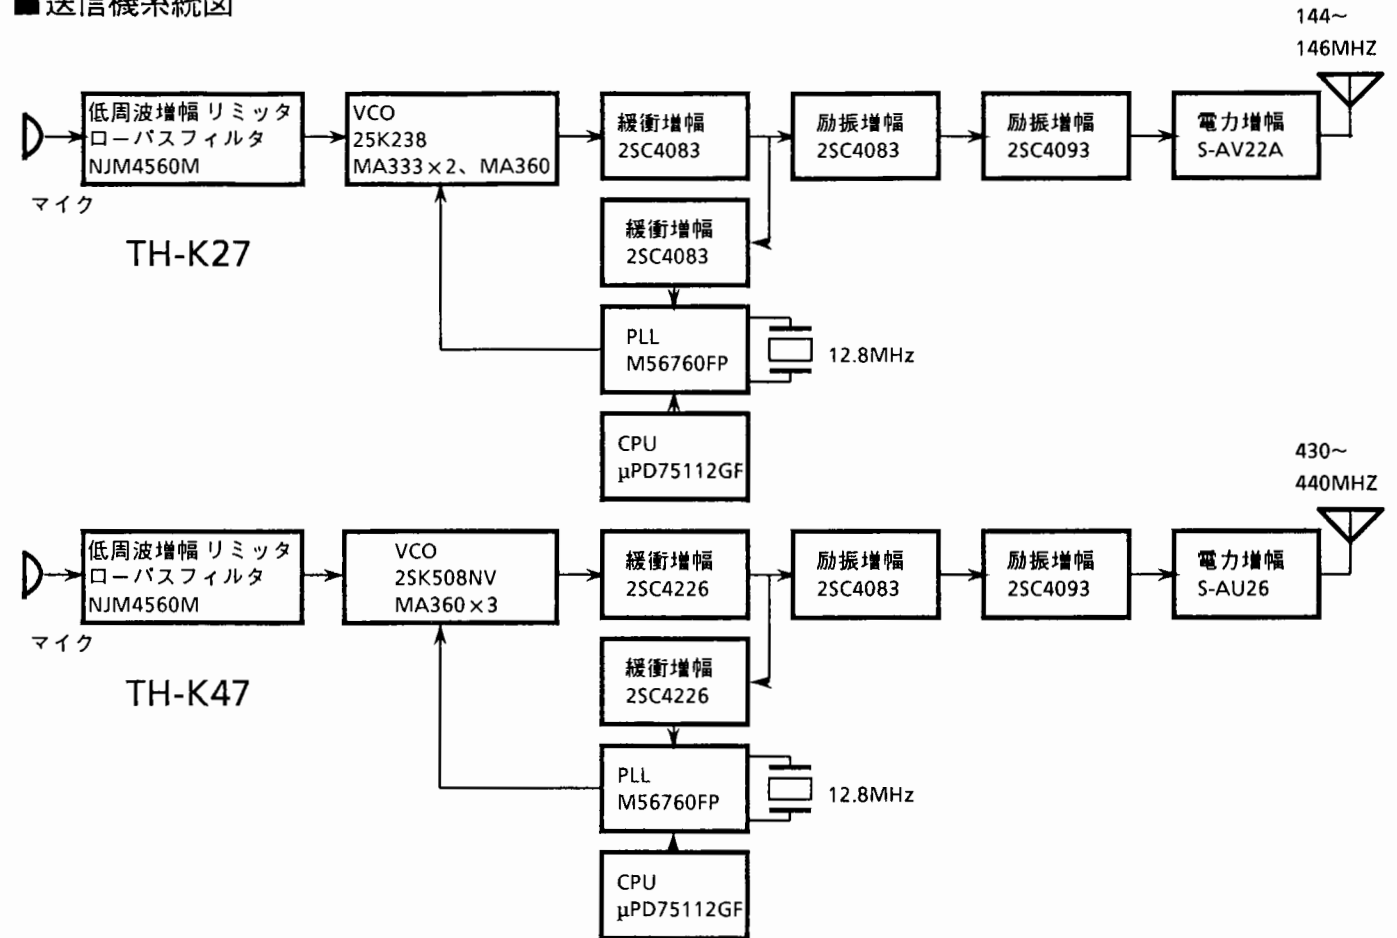 ■送信機系統図
144~
146MHZ
低周波増幅 リミッタ
ローパスフィルタ
NJM4560M
VCO
25K238
MA333×2、MA360
緩衝増幅
2SC4083
励振増幅
2SC4083
励振増幅
2SC4093
電力増幅
S-AV22A
マイク
TH-K27
緩衝増幅
2SC4083
PLL
M56760FP
12.8MHz
CPU
μPD75112GF
430~
440MHZ
低周波増幅 リミッタ
ローパスフィルタ
NJM4560M
VCO
2SK508NV
MA360×3
緩衝増幅
2SC4226
励振増幅
2SC4083
励振増幅
2SC4093
電力増幅
S-AU26
マイク
TH-K47
緩衝増幅
2SC4226
PLL
M56760FP
12.8MHz
CPU
μPD75112GF